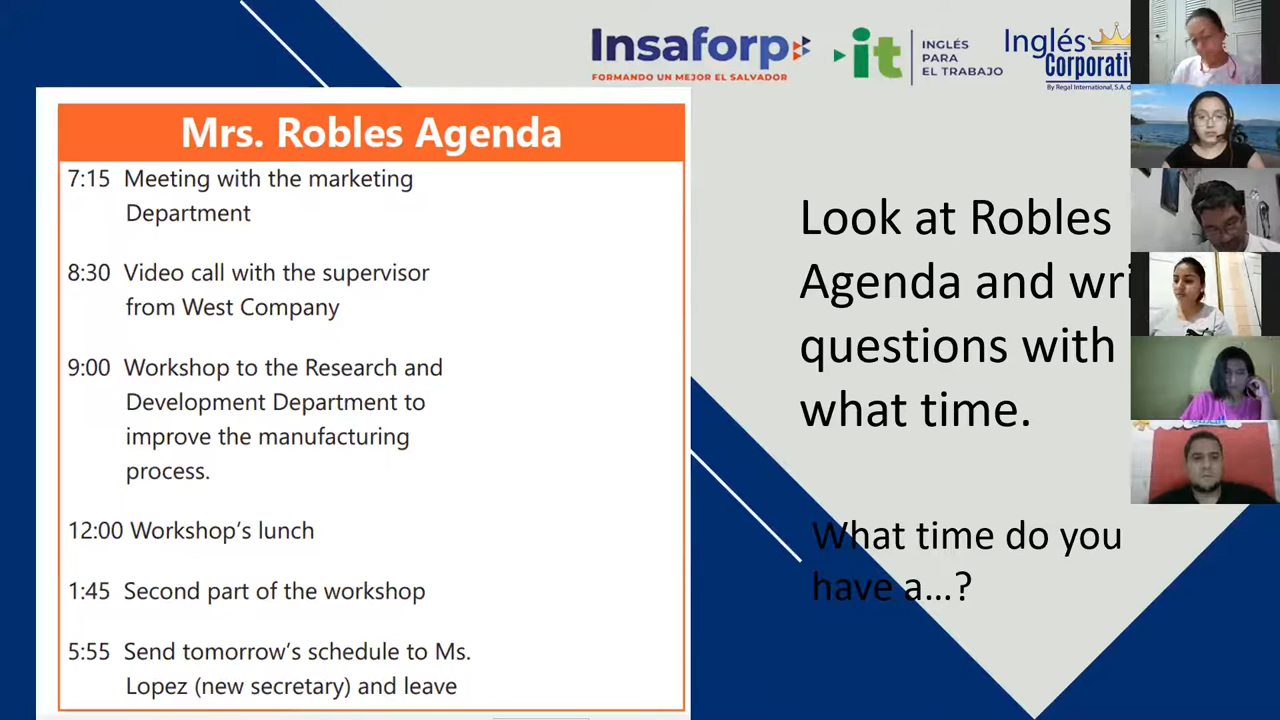 Insaforp
FORMANDO UN MEJOR EL SALVADOR
it
INGLÉS
PARA
EL TRABAJO
Inglés
By Regal International, S.A.
Mrs. Robles Agenda
7:15 Meeting with the marketing
Department
8:30 Video call with the supervisor
from West Company
9:00 Workshop to the Research and
Development Department to
improve the manufacturing
process.
12:00 Workshop's lunch
1:45 Second part of the workshop
5:55 Send tomorrow's schedule to Ms.
Lopez (new secretary) and leave
Look at Robles
Agenda and
questions with
what time.
What time do you
have a...?